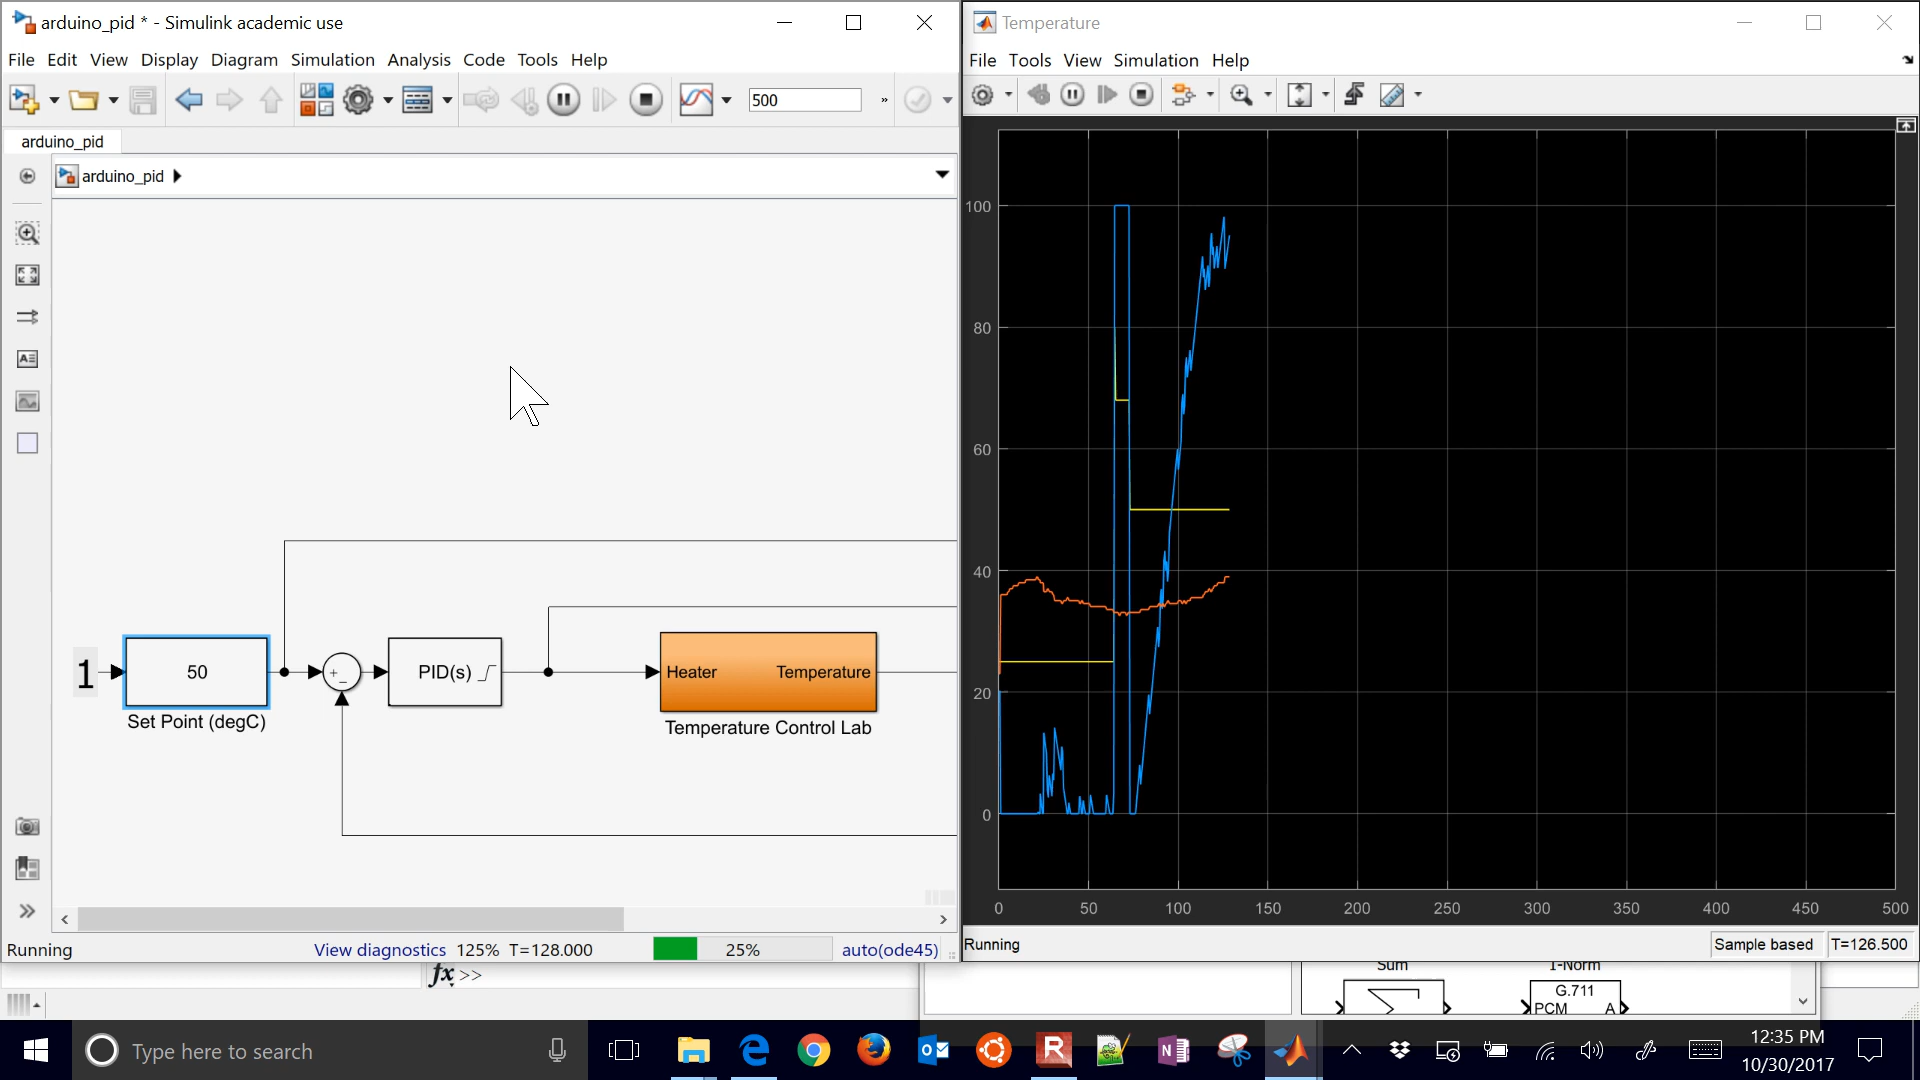 arduino_pid * - Simulink academic use
File Edit View Display Diagram Simulation Analysis Code Tools Help
500
»
arduino_pid
arduino_pid
1
50
Set Point (degC)
+
−
PID(s)
Heater Temperature
Temperature Control Lab
Running View diagnostics 125% T=128.000 25% auto(ode45)
fx >>
Temperature
File Tools View Simulation Help
100
80
60
40
20
0
0 50 100 150 200 250 300 350 400 450 500
Running Sample based T=126.500
Sum 1-Norm
G.711
PCM A
Type here to search
12:35 PM
10/30/2017